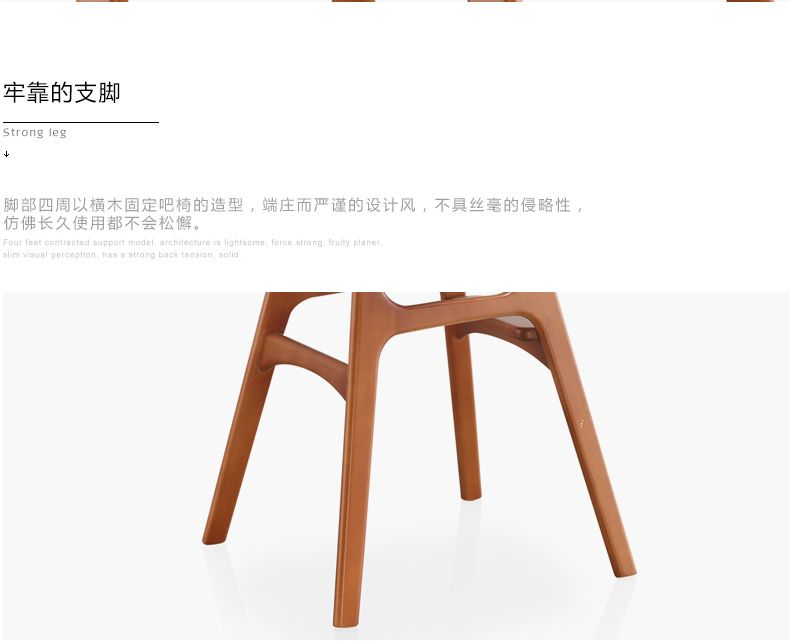 牢靠的支脚
Strong leg
脚部四周以横木固定吧椅的造型，端庄而严谨的设计风，不具丝毫的侵略性，
仿佛长久使用都不会松懈。
Four feet contracted support model, architecture is lightsome, force strong, fruity planer,
slim visual perception, has a strong back tension, solid.